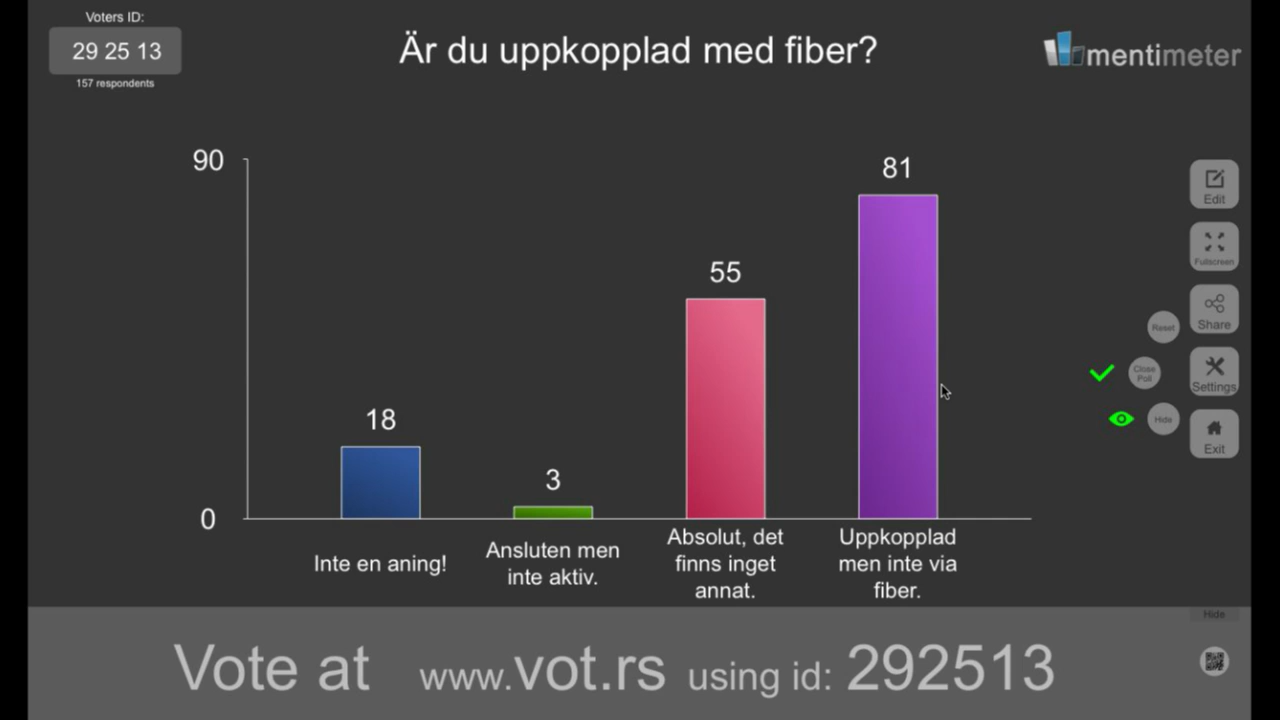 Voters ID:
29 25 13
157 respondents
Är du uppkopplad med fiber?
mentimeter
90
0
18
3
55
81
Inte en aning!
Ansluten men
inte aktiv.
Absolut, det
finns inget
annat.
Uppkopplad
men inte via
fiber.
Edit
Fullscreen
Share
Reset
Close
Poll
Settings
Hide
Exit
Hide
Vote at www.vot.rs using id: 292513